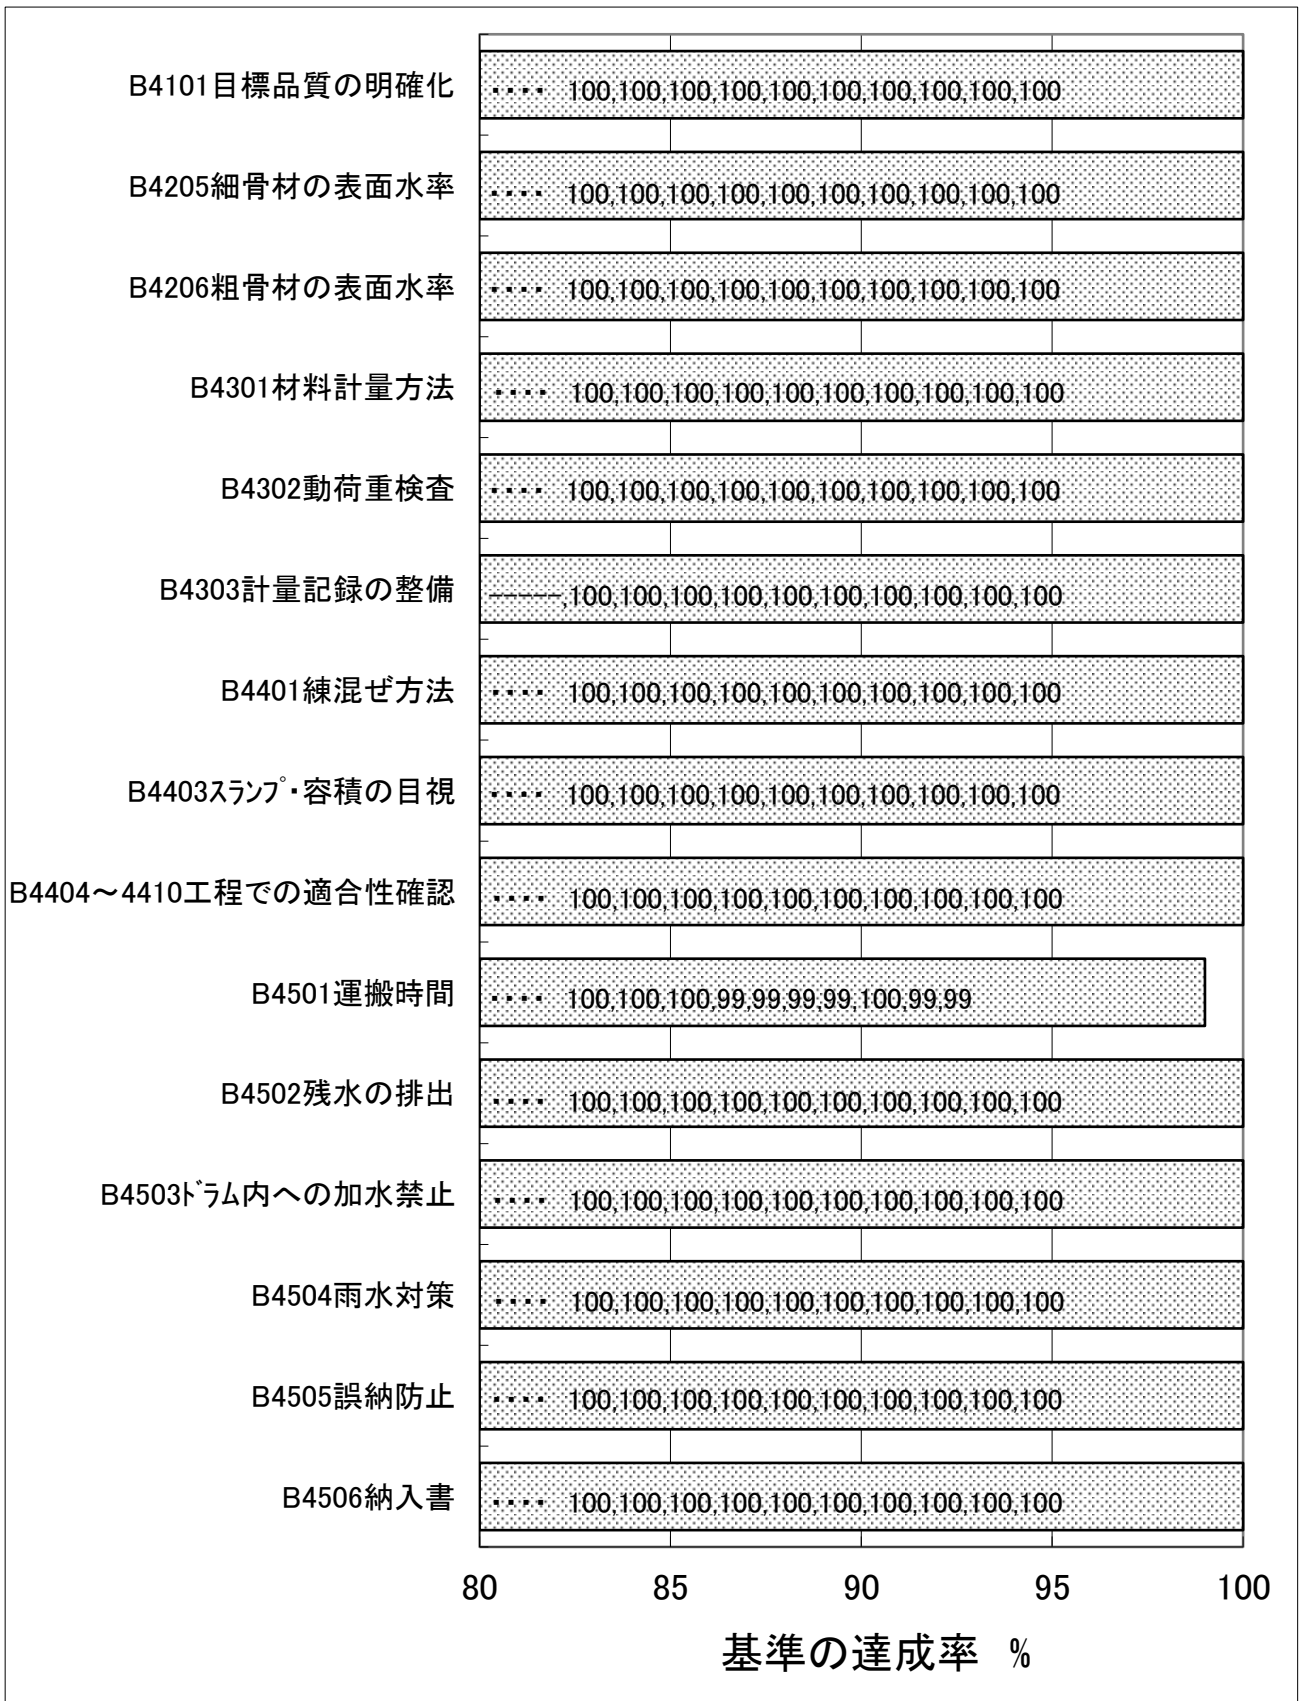 B4101目標品質の明確化 ････ 100,100,100,100,100,100,100,100,100,100
B4205細骨材の表面水率 ････ 100,100,100,100,100,100,100,100,100,100
B4206粗骨材の表面水率 ････ 100,100,100,100,100,100,100,100,100,100
B4301材料計量方法 ････ 100,100,100,100,100,100,100,100,100,100
B4302動荷重検査 ････ 100,100,100,100,100,100,100,100,100,100
B4303計量記録の整備 -----,100,100,100,100,100,100,100,100,100,100
B4401練混ぜ方法 ････ 100,100,100,100,100,100,100,100,100,100
B4403ｽﾗﾝﾌﾟ・容積の目視 ････ 100,100,100,100,100,100,100,100,100,100
B4404～4410工程での適合性確認 ････ 100,100,100,100,100,100,100,100,100,100
B4501運搬時間 ････ 100,100,100,99,99,99,99,100,99,99
B4502残水の排出 ････ 100,100,100,100,100,100,100,100,100,100
B4503ﾄﾞﾗﾑ内への加水禁止 ････ 100,100,100,100,100,100,100,100,100,100
B4504雨水対策 ････ 100,100,100,100,100,100,100,100,100,100
B4505誤納防止 ････ 100,100,100,100,100,100,100,100,100,100
B4506納入書 ････ 100,100,100,100,100,100,100,100,100,100
80 85 90 95 100
基準の達成率 %